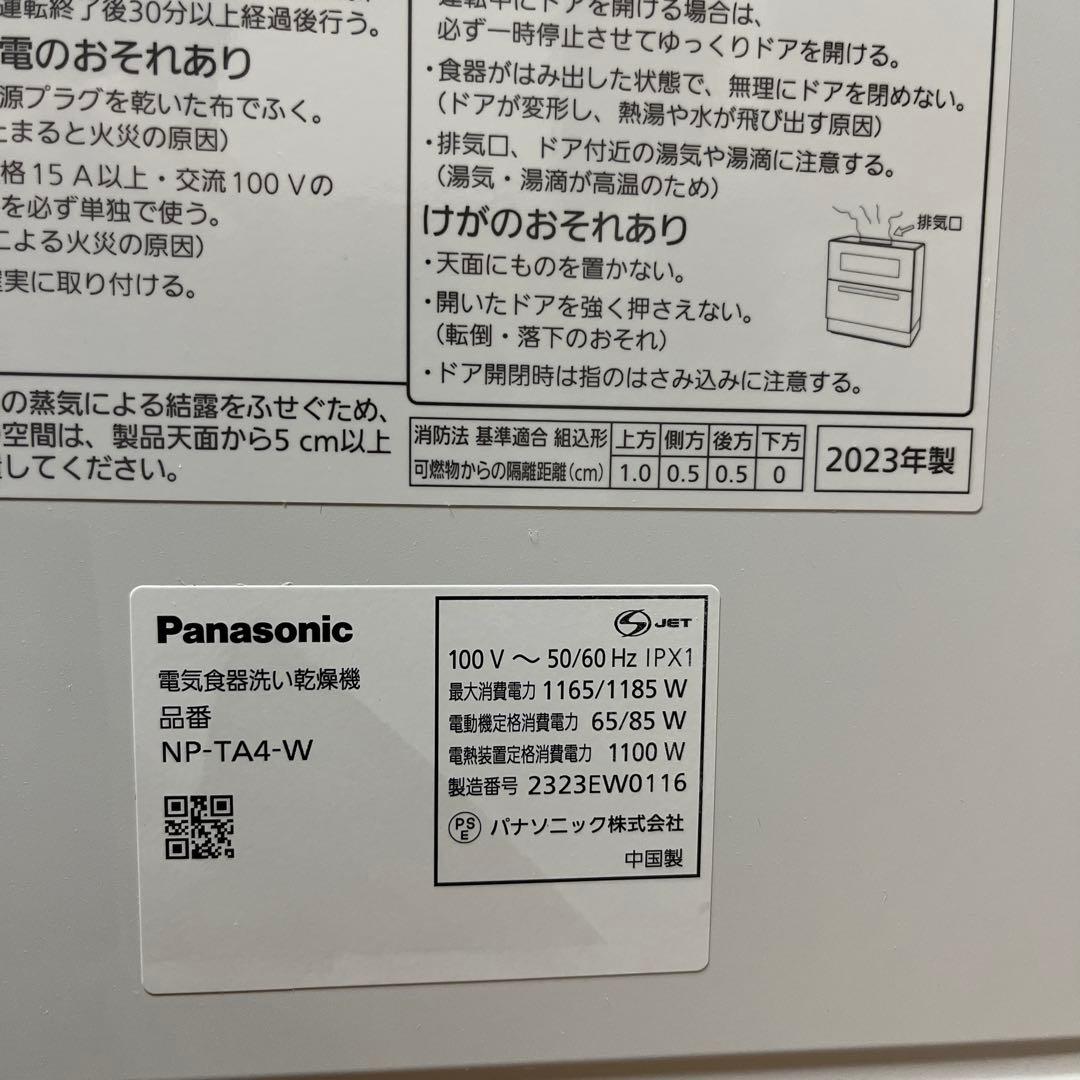 運転終了後30分以上経過後行う。
電のおそれあり
源プラグを乾いた布でふく。
まると火災の原因)
格15A以上・交流100Vの
を必ず単独で使う。
による火災の原因)
実に取り付ける。
の蒸気による結露をふせぐため、
空間は、製品天面から5cm以上
してください。
運転中にドアを開ける場合は、
必ず一時停止させてゆっくりドアを開ける。
・食器がはみ出した状態で、無理にドアを閉めない。
(ドアが変形し、熱湯や水が飛び出す原因)
・排気口、ドア付近の湯気や湯滴に注意する。
(湯気・湯滴が高温のため)
けがのおそれあり
・天面にものを置かない。
・開いたドアを強く押さえない。
(転倒・落下のおそれ)
・ドア開閉時は指のはさみ込みに注意する。
排気口
消防法 基準適合 組込形 上方 側方 後方 下方
可燃物からの隔離距離(cm) 1.0 0.5 0.5 0
2023年製
Panasonic
電気食器洗い乾燥機
品番
NP-TA4-W
JET
100 V ～ 50/60 Hz IPX1
最大消費電力 1165/1185 W
電動機定格消費電力 65/85 W
電熱装置定格消費電力 1100 W
製造番号 2323EW0116
PSE パナソニック株式会社
中国製